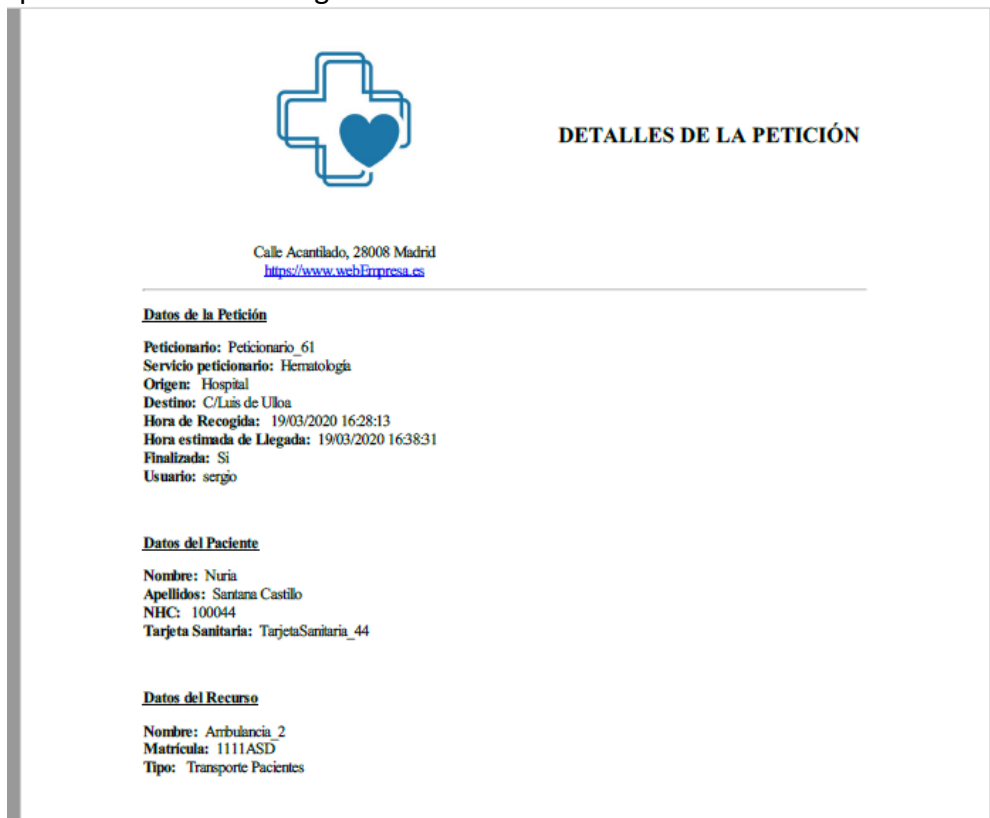 DETALLES DE LA PETICIÓN
Calle Acantilado, 28008 Madrid
https://www.webEmpresa.es
Datos de la Petición
Peticionario: Peticionario_61
Servicio peticionario: Hematología
Origen: Hospital
Destino: C/Luis de Ulloa
Hora de Recogida: 19/03/2020 16:28:13
Hora estimada de Llegada: 19/03/2020 16:38:31
Finalizada: Si
Usuario: sergio
Datos del Paciente
Nombre: Nuria
Apellidos: Santana Castillo
NHC: 100044
Tarjeta Sanitaria: TarjetaSanitaria_44
Datos del Recurso
Nombre: Ambulancia_2
Matrícula: 1111ASD
Tipo: Transporte Pacientes